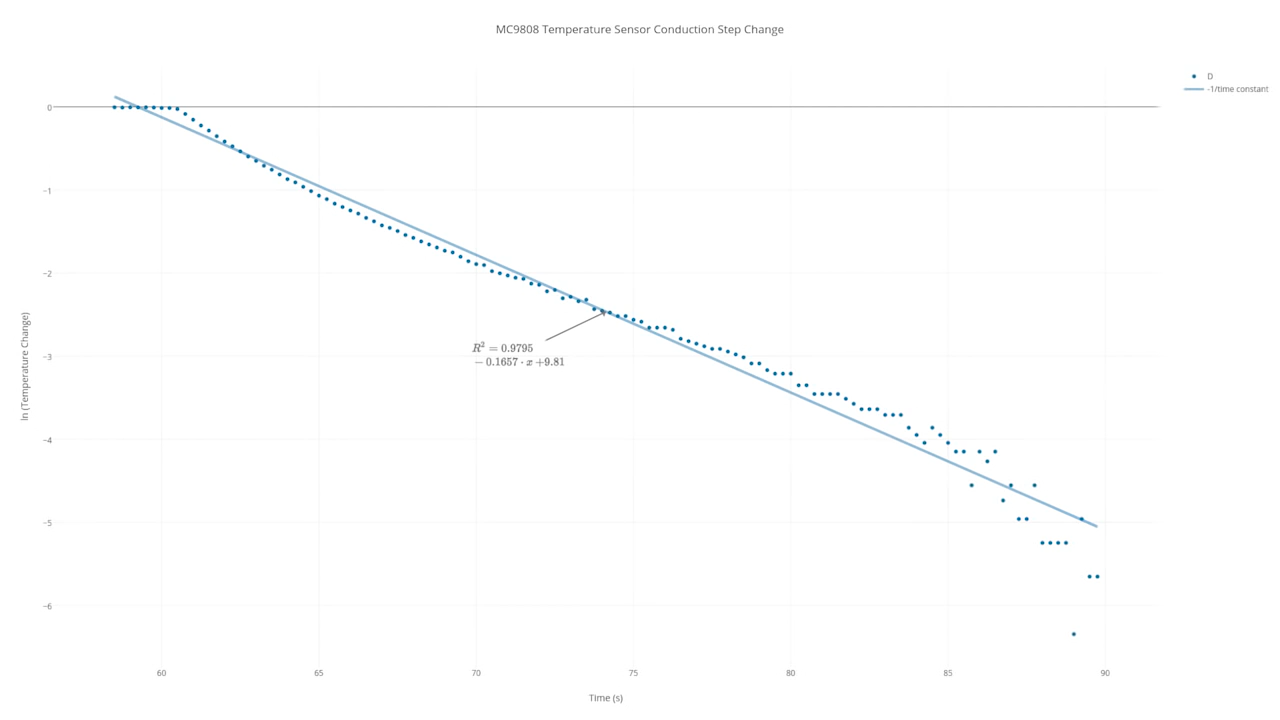 MC9808 Temperature Sensor Conduction Step Change
D
-1/time constant
0
−1
−2
−3
−4
−5
−6
ln (Temperature Change)
R² = 0.9795
− 0.1657 · x +9.81
60
65
70
75
80
85
90
Time (s)